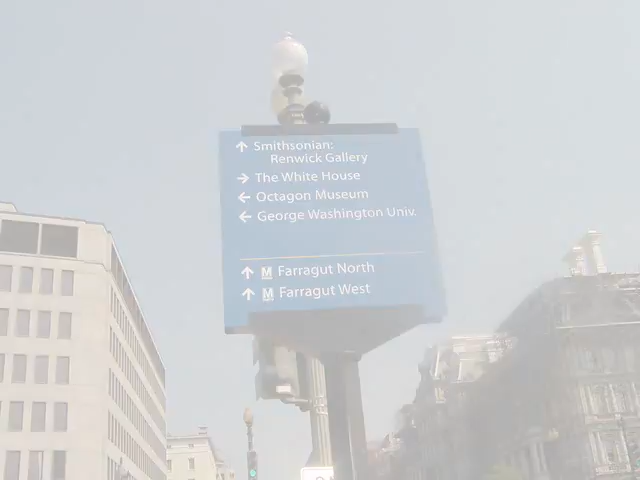 ↑ Smithsonian:
Renwick Gallery
→ The White House
← Octagon Museum
← George Washington Univ.
↑ M Farragut North
↑ M Farragut West